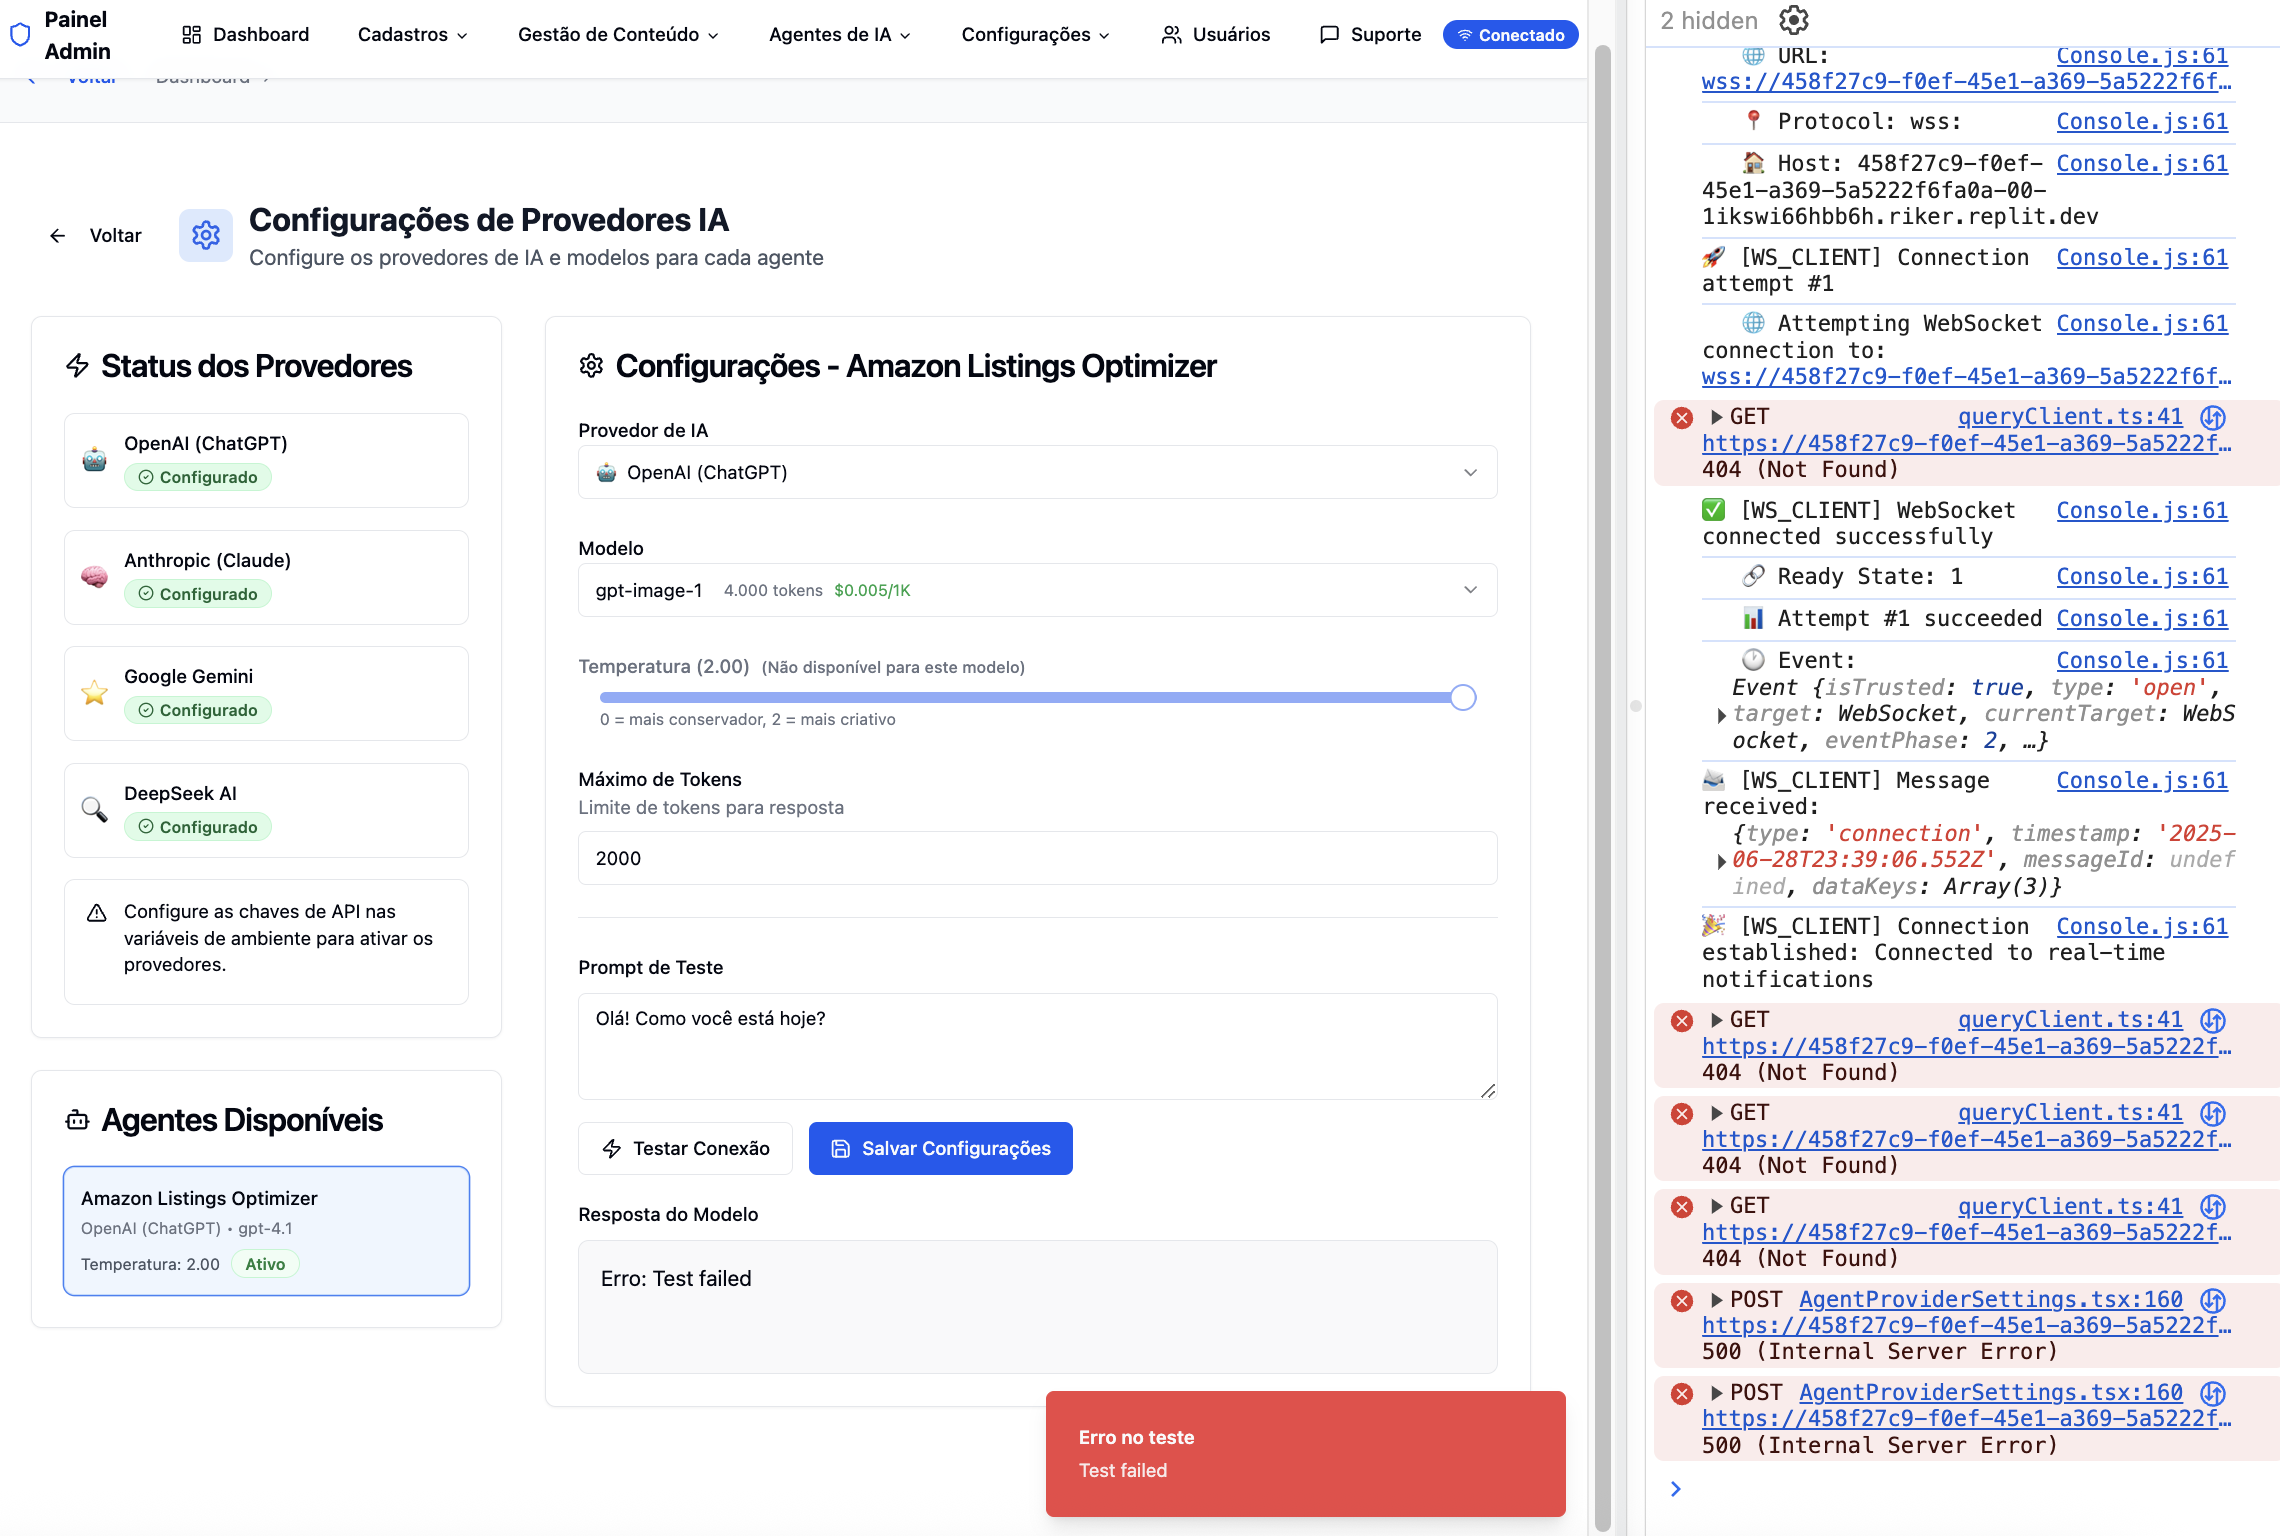 Painel
Admin
Dashboard
Cadastros
Gestão de Conteúdo
Agentes de IA
Configurações
Usuários
Suporte
Conectado
Voltar
Dashboard
Voltar
Configurações de Provedores IA
Configure os provedores de IA e modelos para cada agente
Status dos Provedores
OpenAI (ChatGPT)
Configurado
Anthropic (Claude)
Configurado
Google Gemini
Configurado
DeepSeek AI
Configurado
Configure as chaves de API nas
variáveis de ambiente para ativar os
provedores.
Agentes Disponíveis
Amazon Listings Optimizer
OpenAI (ChatGPT) • gpt-4.1
Temperatura: 2.00 Ativo
Configurações - Amazon Listings Optimizer
Provedor de IA
OpenAI (ChatGPT)
Modelo
gpt-image-1 4.000 tokens $0.005/1K
Temperatura (2.00) (Não disponível para este modelo)
0 = mais conservador, 2 = mais criativo
Máximo de Tokens
Limite de tokens para resposta
2000
Prompt de Teste
Olá! Como você está hoje?
Testar Conexão
Salvar Configurações
Resposta do Modelo
Erro: Test failed
Erro no teste
Test failed
2 hidden
URL: Console.js:61
wss://458f27c9-f0ef-45e1-a369-5a5222f6f…
Protocol: wss: Console.js:61
Host: 458f27c9-f0ef- Console.js:61
45e1-a369-5a5222f6fa0a-00-
1ikswi66hbb6h.riker.replit.dev
[WS_CLIENT] Connection Console.js:61
attempt #1
Attempting WebSocket Console.js:61
connection to:
wss://458f27c9-f0ef-45e1-a369-5a5222f6f…
GET queryClient.ts:41
https://458f27c9-f0ef-45e1-a369-5a5222f…
404 (Not Found)
[WS_CLIENT] WebSocket Console.js:61
connected successfully
Ready State: 1 Console.js:61
Attempt #1 succeeded Console.js:61
Event: Console.js:61
Event {isTrusted: true, type: 'open',
target: WebSocket, currentTarget: WebS
ocket, eventPhase: 2, …}
[WS_CLIENT] Message Console.js:61
received:
{type: 'connection', timestamp: '2025-
06-28T23:39:06.552Z', messageId: undef
ined, dataKeys: Array(3)}
[WS_CLIENT] Connection Console.js:61
established: Connected to real-time
notifications
GET queryClient.ts:41
https://458f27c9-f0ef-45e1-a369-5a5222f…
404 (Not Found)
GET queryClient.ts:41
https://458f27c9-f0ef-45e1-a369-5a5222f…
404 (Not Found)
GET queryClient.ts:41
https://458f27c9-f0ef-45e1-a369-5a5222f…
404 (Not Found)
POST AgentProviderSettings.tsx:160
https://458f27c9-f0ef-45e1-a369-5a5222f…
500 (Internal Server Error)
POST AgentProviderSettings.tsx:160
https://458f27c9-f0ef-45e1-a369-5a5222f…
500 (Internal Server Error)